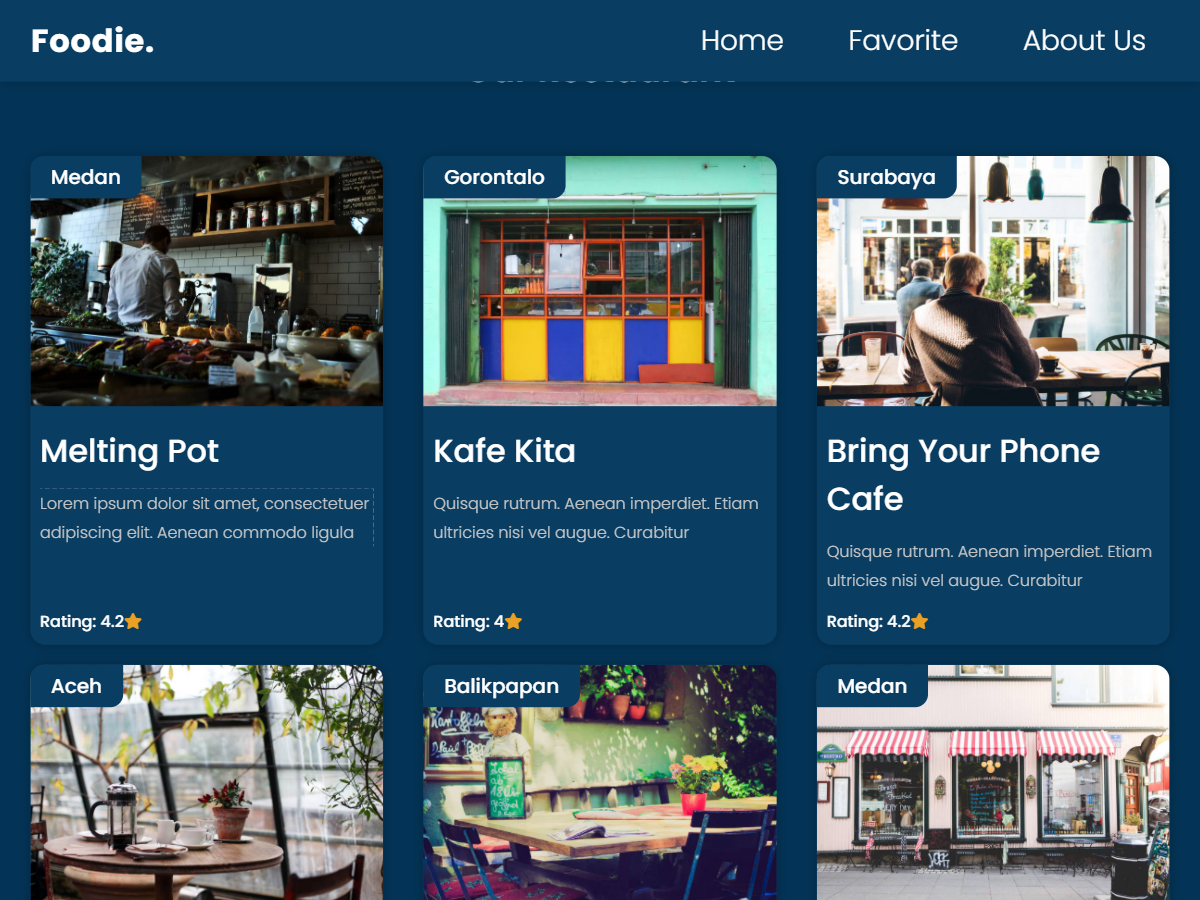 Foodie.
Home
Favorite
About Us
Our Restaurant
Medan
Gorontalo
Surabaya
Melting Pot
Lorem ipsum dolor sit amet, consectetuer
adipiscing elit. Aenean commodo ligula
Rating: 4.2
Kafe Kita
Quisque rutrum. Aenean imperdiet. Etiam
ultricies nisi vel augue. Curabitur
Rating: 4
Bring Your Phone
Cafe
Quisque rutrum. Aenean imperdiet. Etiam
ultricies nisi vel augue. Curabitur
Rating: 4.2
Aceh
Balikpapan
Medan